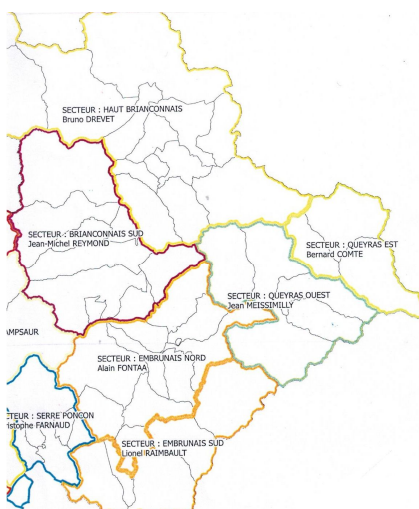 SECTEUR : HAUT BRIANCONNAIS
Bruno DREVET
SECTEUR : BRIANCONNAIS SUD
Jean-Michel REYMOND
SECTEUR : QUEYRAS EST
Bernard COMTE
SECTEUR : QUEYRAS OUEST
Jean MEISSIMILLY
AMPSAUR
SECTEUR : EMBRUNAIS NORD
Alain FONTAA
CTEUR : SERRE PONCON
istophe FARNAUD
SECTEUR : EMBRUNAIS SUD
Lionel RAIMBAULT